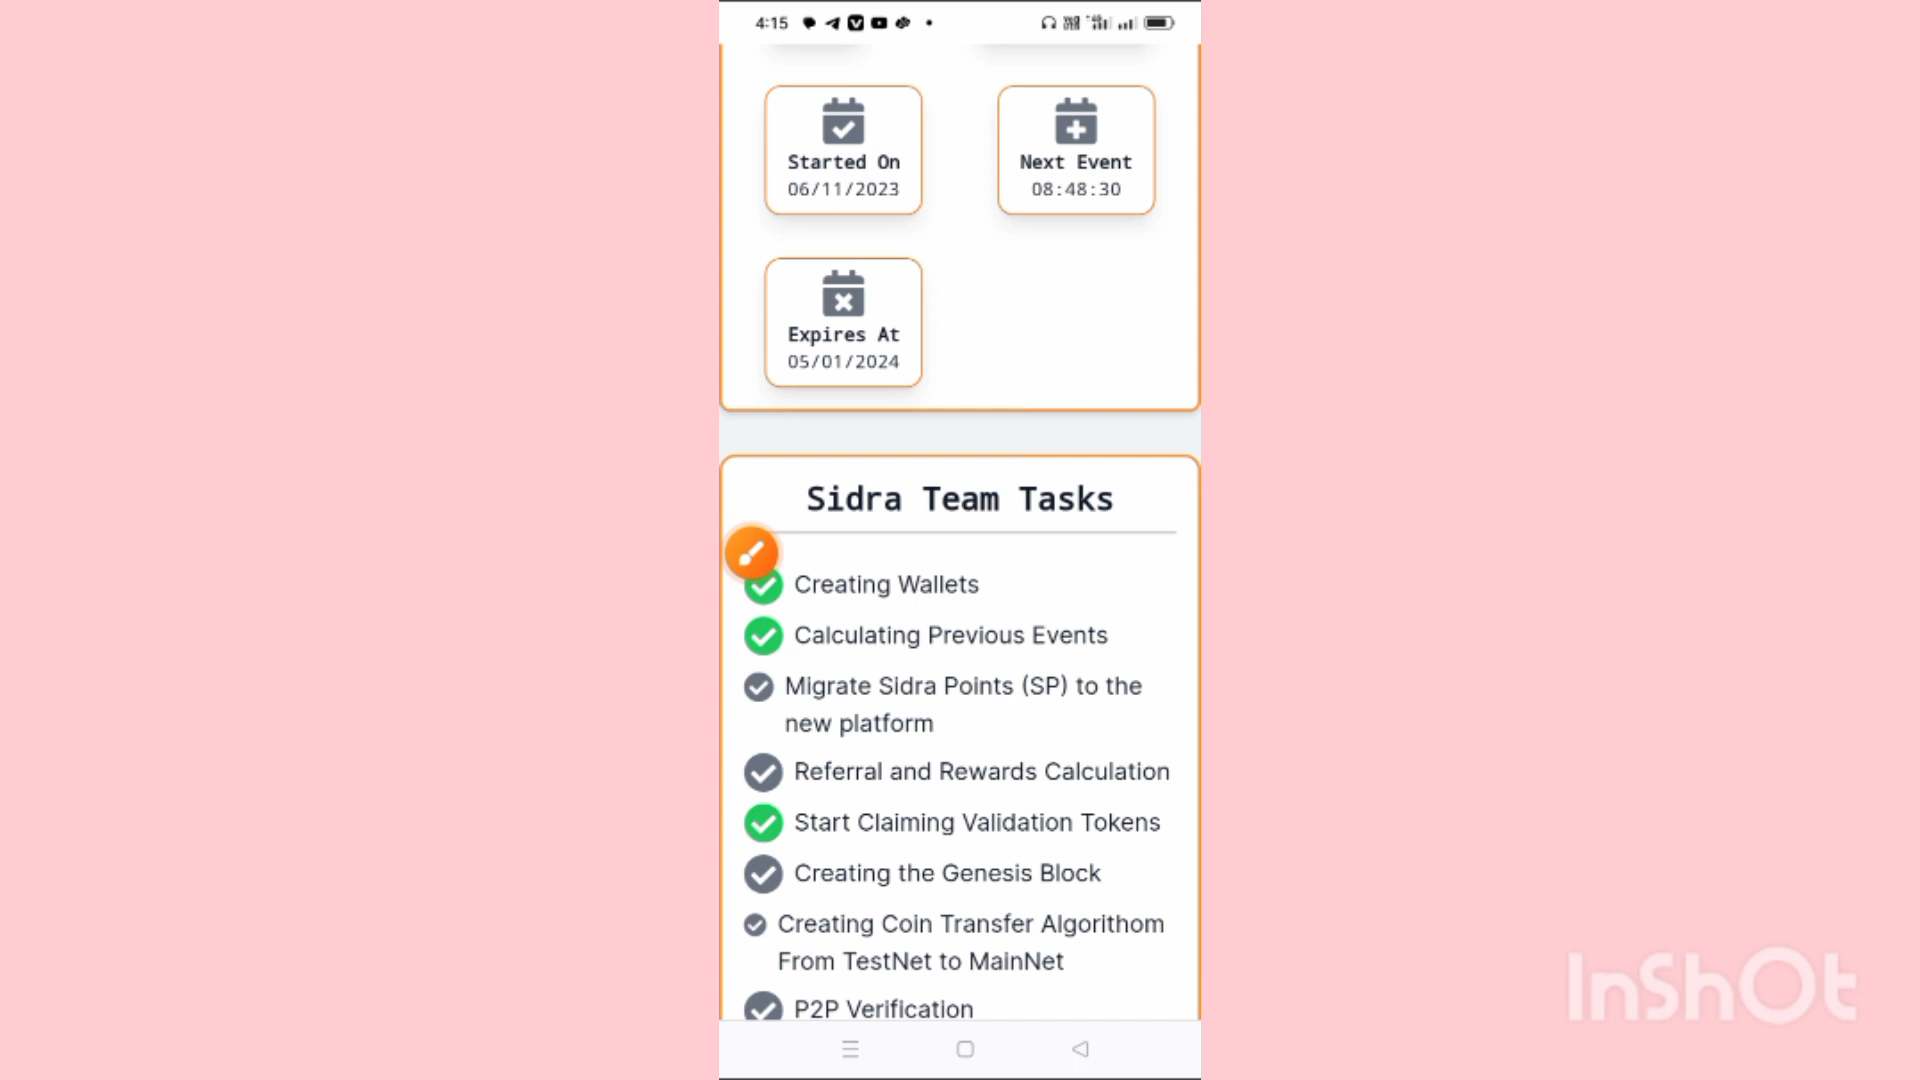 4:15
Started On
06/11/2023
Next Event
08:48:30
Expires At
05/01/2024
Sidra Team Tasks
Creating Wallets
Calculating Previous Events
Migrate Sidra Points (SP) to the
new platform
Referral and Rewards Calculation
Start Claiming Validation Tokens
Creating the Genesis Block
Creating Coin Transfer Algorithom
From TestNet to MainNet
P2P Verification
InShOt